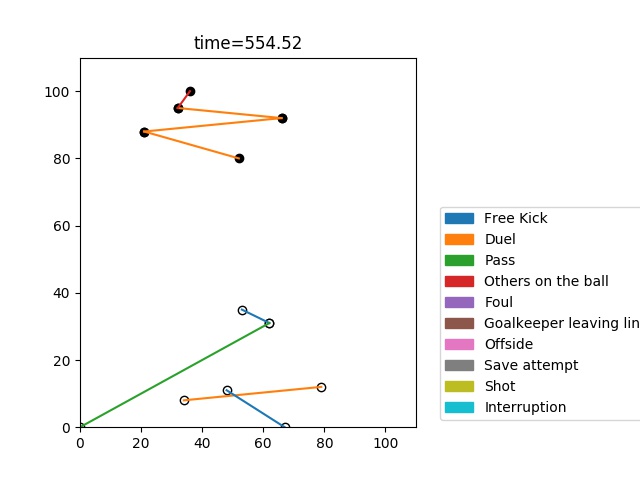 time=554.52
100
80
60
40
20
0
0 20 40 60 80 100
Free Kick
Duel
Pass
Others on the ball
Foul
Goalkeeper leaving lin
Offside
Save attempt
Shot
Interruption